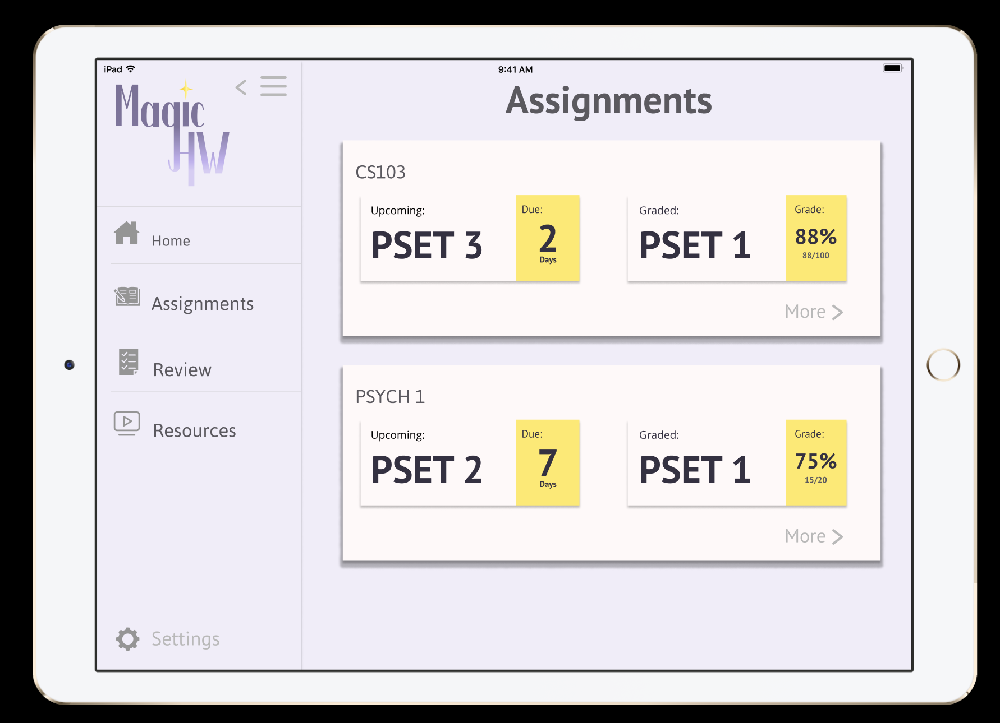 iPad
9:41 AM
Magic
HW
Home
Assignments
Review
Resources
Settings
Assignments
CS103
Upcoming:
PSET 3
Due:
2
Days
Graded:
PSET 1
Grade:
88%
88/100
More
PSYCH 1
Upcoming:
PSET 2
Due:
7
Days
Graded:
PSET 1
Grade:
75%
15/20
More